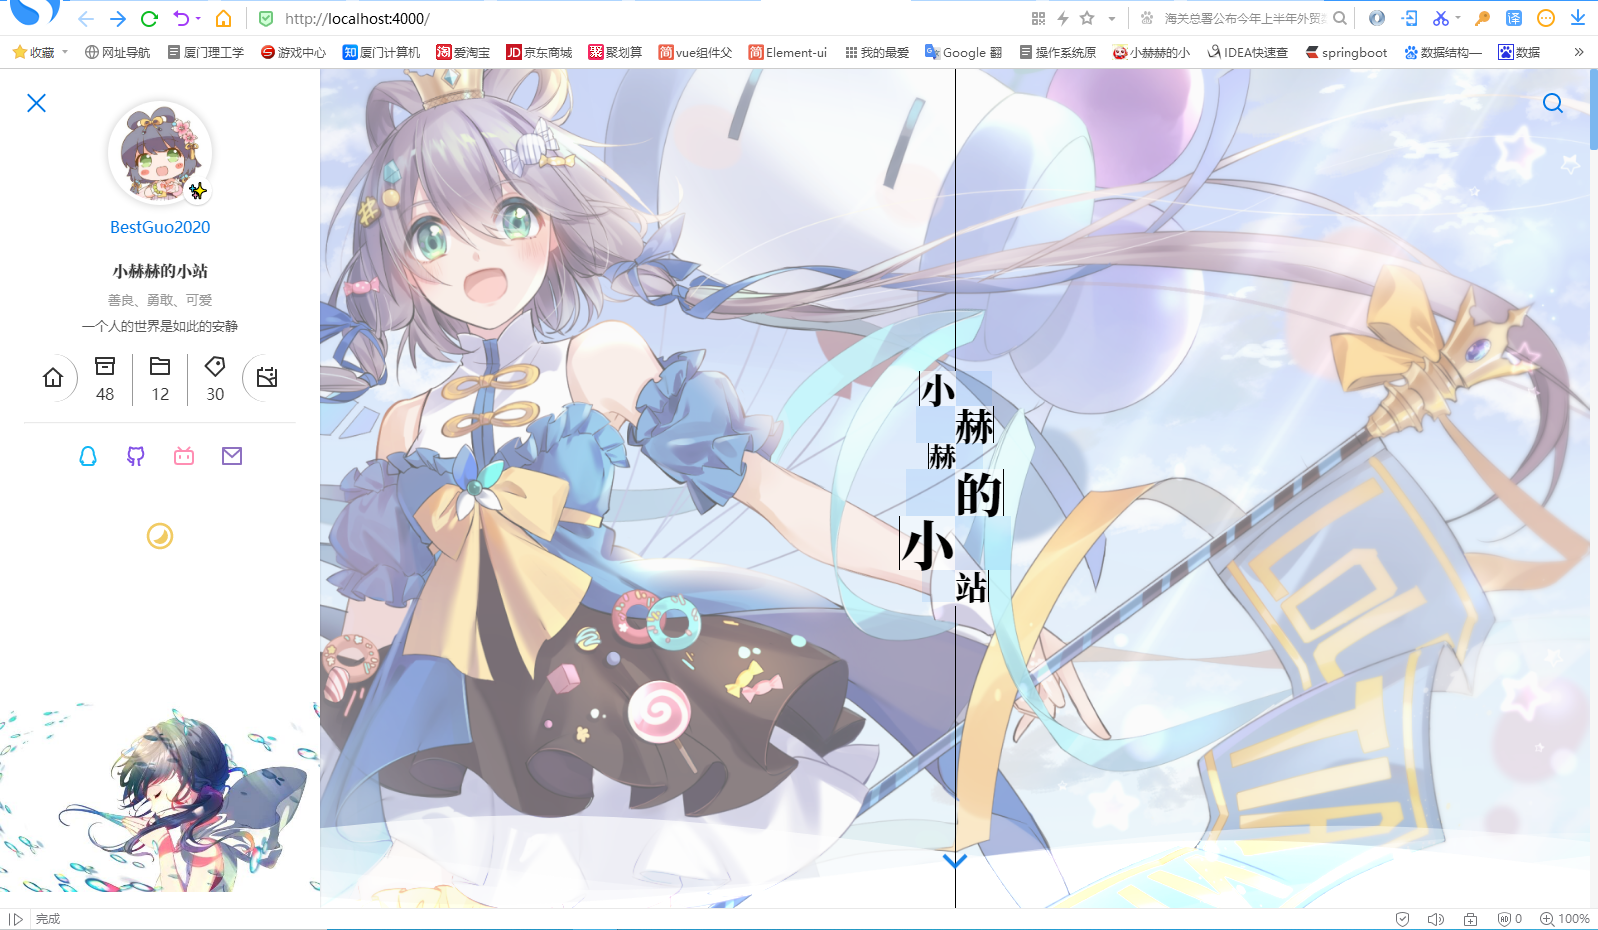 http://localhost:4000/
海关总署公布今年上半年外贸
收藏 网址导航 厦门理工学 游戏中心 厦门计算机 爱淘宝 京东商城 聚划算 vue组件父 Element-ui 我的最爱 Google 翻 操作系统原 小赫赫的小 IDEA快速查 springboot 数据结构— 数据 »
BestGuo2020
小赫赫的小站
善良、勇敢、可爱
一个人的世界是如此的安静
48 12 30
小
赫
赫
的
小
站
完成
0 100%